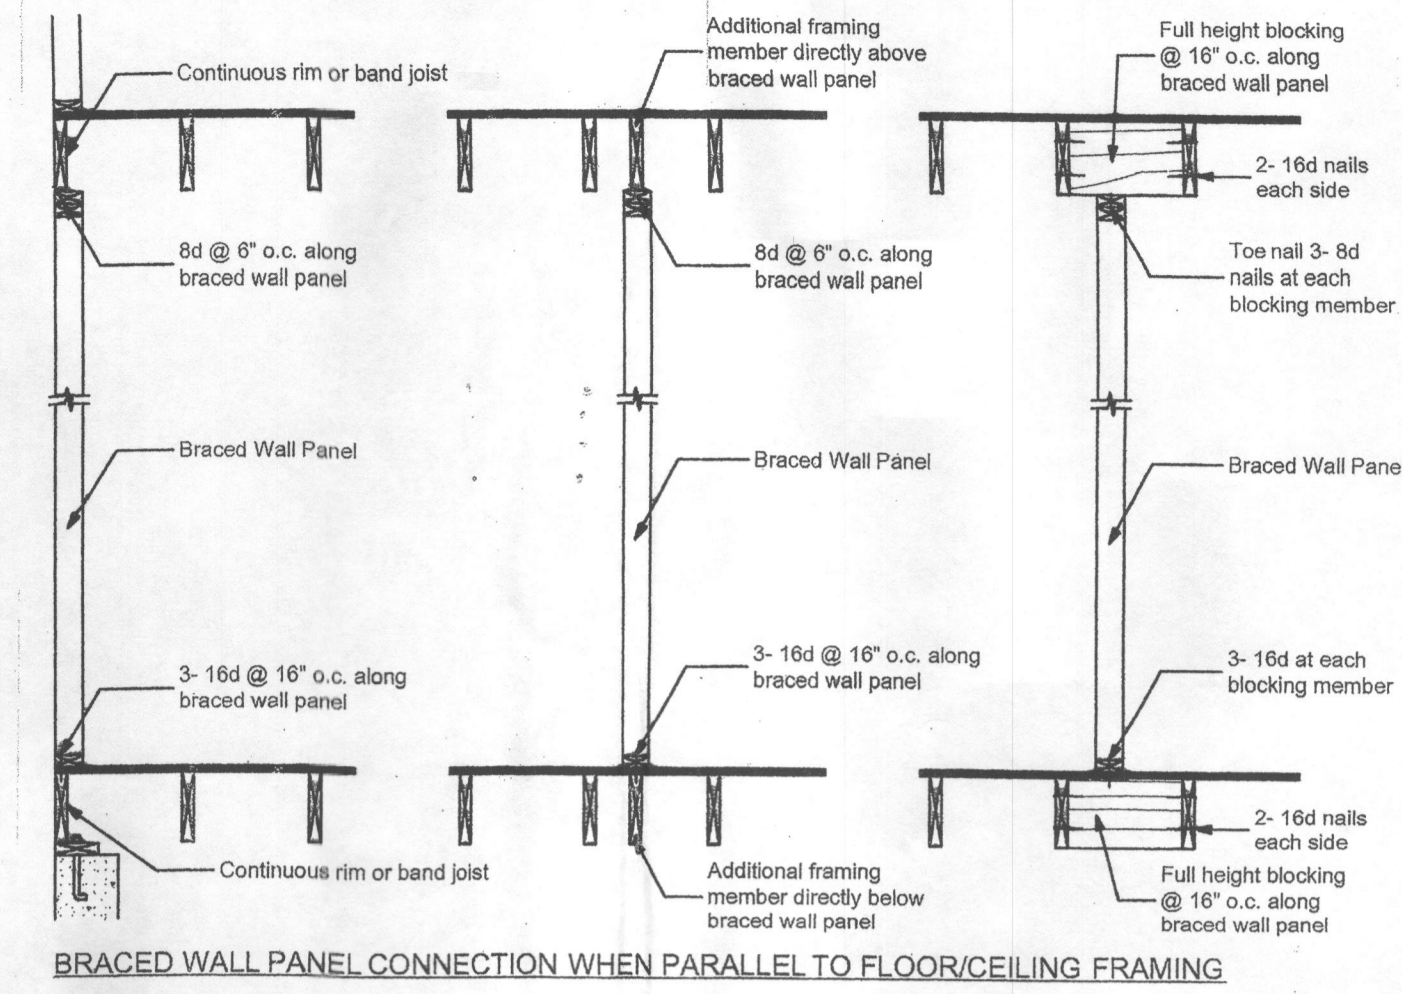 Continuous rim or band joist
8d @ 6" o.c. along
braced wall panel
Braced Wall Panel
3- 16d @ 16" o.c. along
braced wall panel
Continuous rim or band joist
Additional framing
member directly above
braced wall panel
8d @ 6" o.c. along
braced wall panel
Braced Wall Panel
3- 16d @ 16" o.c. along
braced wall panel
Additional framing
member directly below
braced wall panel
Full height blocking
@ 16" o.c. along
braced wall panel
2- 16d nails
each side
Toe nail 3- 8d
nails at each
blocking member
Braced Wall Pane
3- 16d at each
blocking member
2- 16d nails
each side
Full height blocking
@ 16" o.c. along
braced wall panel
BRACED WALL PANEL CONNECTION WHEN PARALLEL TO FLOOR/CEILING FRAMING